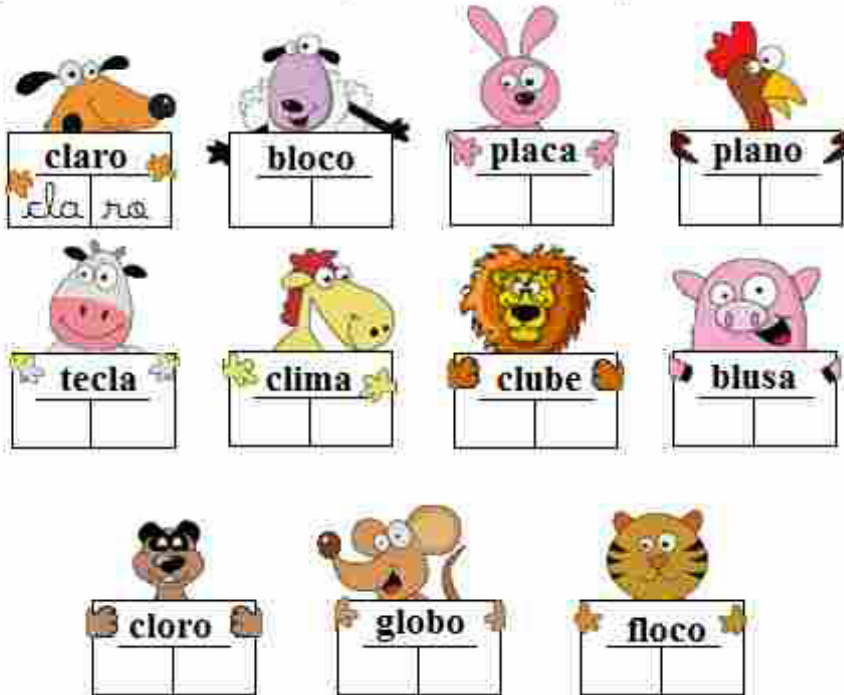 claro
bloco
placa
plano
cla ro
tecla
clima
clube
blusa
cloro
globo
floco